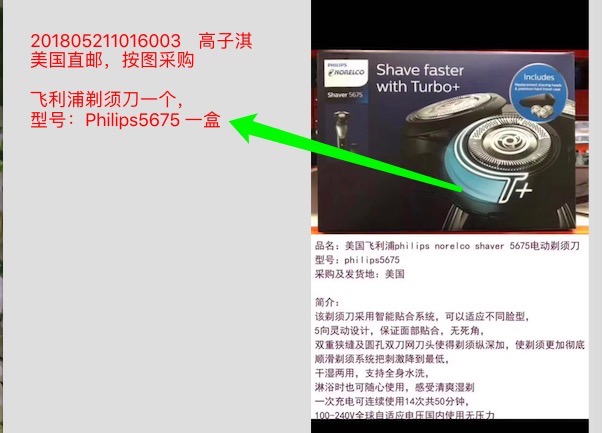 201805211016003 高子淇
美国直邮，按图采购
飞利浦剃须刀一个，
型号：Philips5675 一盒
PHILIPS
NORELCO
Shaver 5675
Shave faster
with Turbo+
Includes
Replacement shaving heads
& premium hard travel case
T+
品名：美国飞利浦philips norelco shaver 5675电动剃须刀
型号：philips5675
采购及发货地：美国
简介：
该剃须刀采用智能贴合系统，可以适应不同脸型，
5向灵动设计，保证面部贴合，无死角，
双重狭缝及圆孔双刀网刀头使得剃须纵深加，使剃须更加彻底
顺滑剃须系统把刺激降到最低，
干湿两用，支持全身水洗，
淋浴时也可随心使用，感受清爽湿剃
一次充电可连续使用14次共50分钟，
100-240V全球自适应电压国内使用无压力